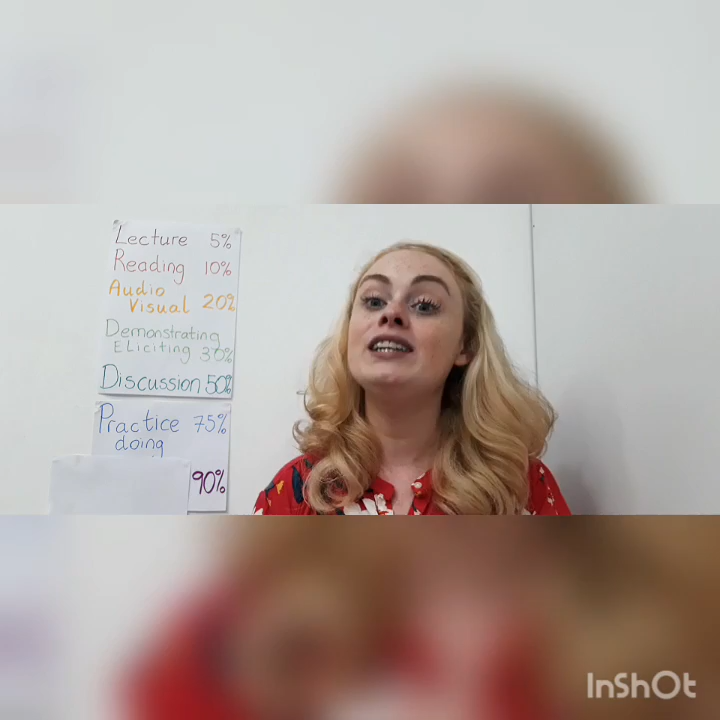 Lecture 5%
Reading 10%
Audio
Visual 20%
Demonstrating
ELiciting 30%
Discussion 50%
Practice 75%
doing
90%
InShOt